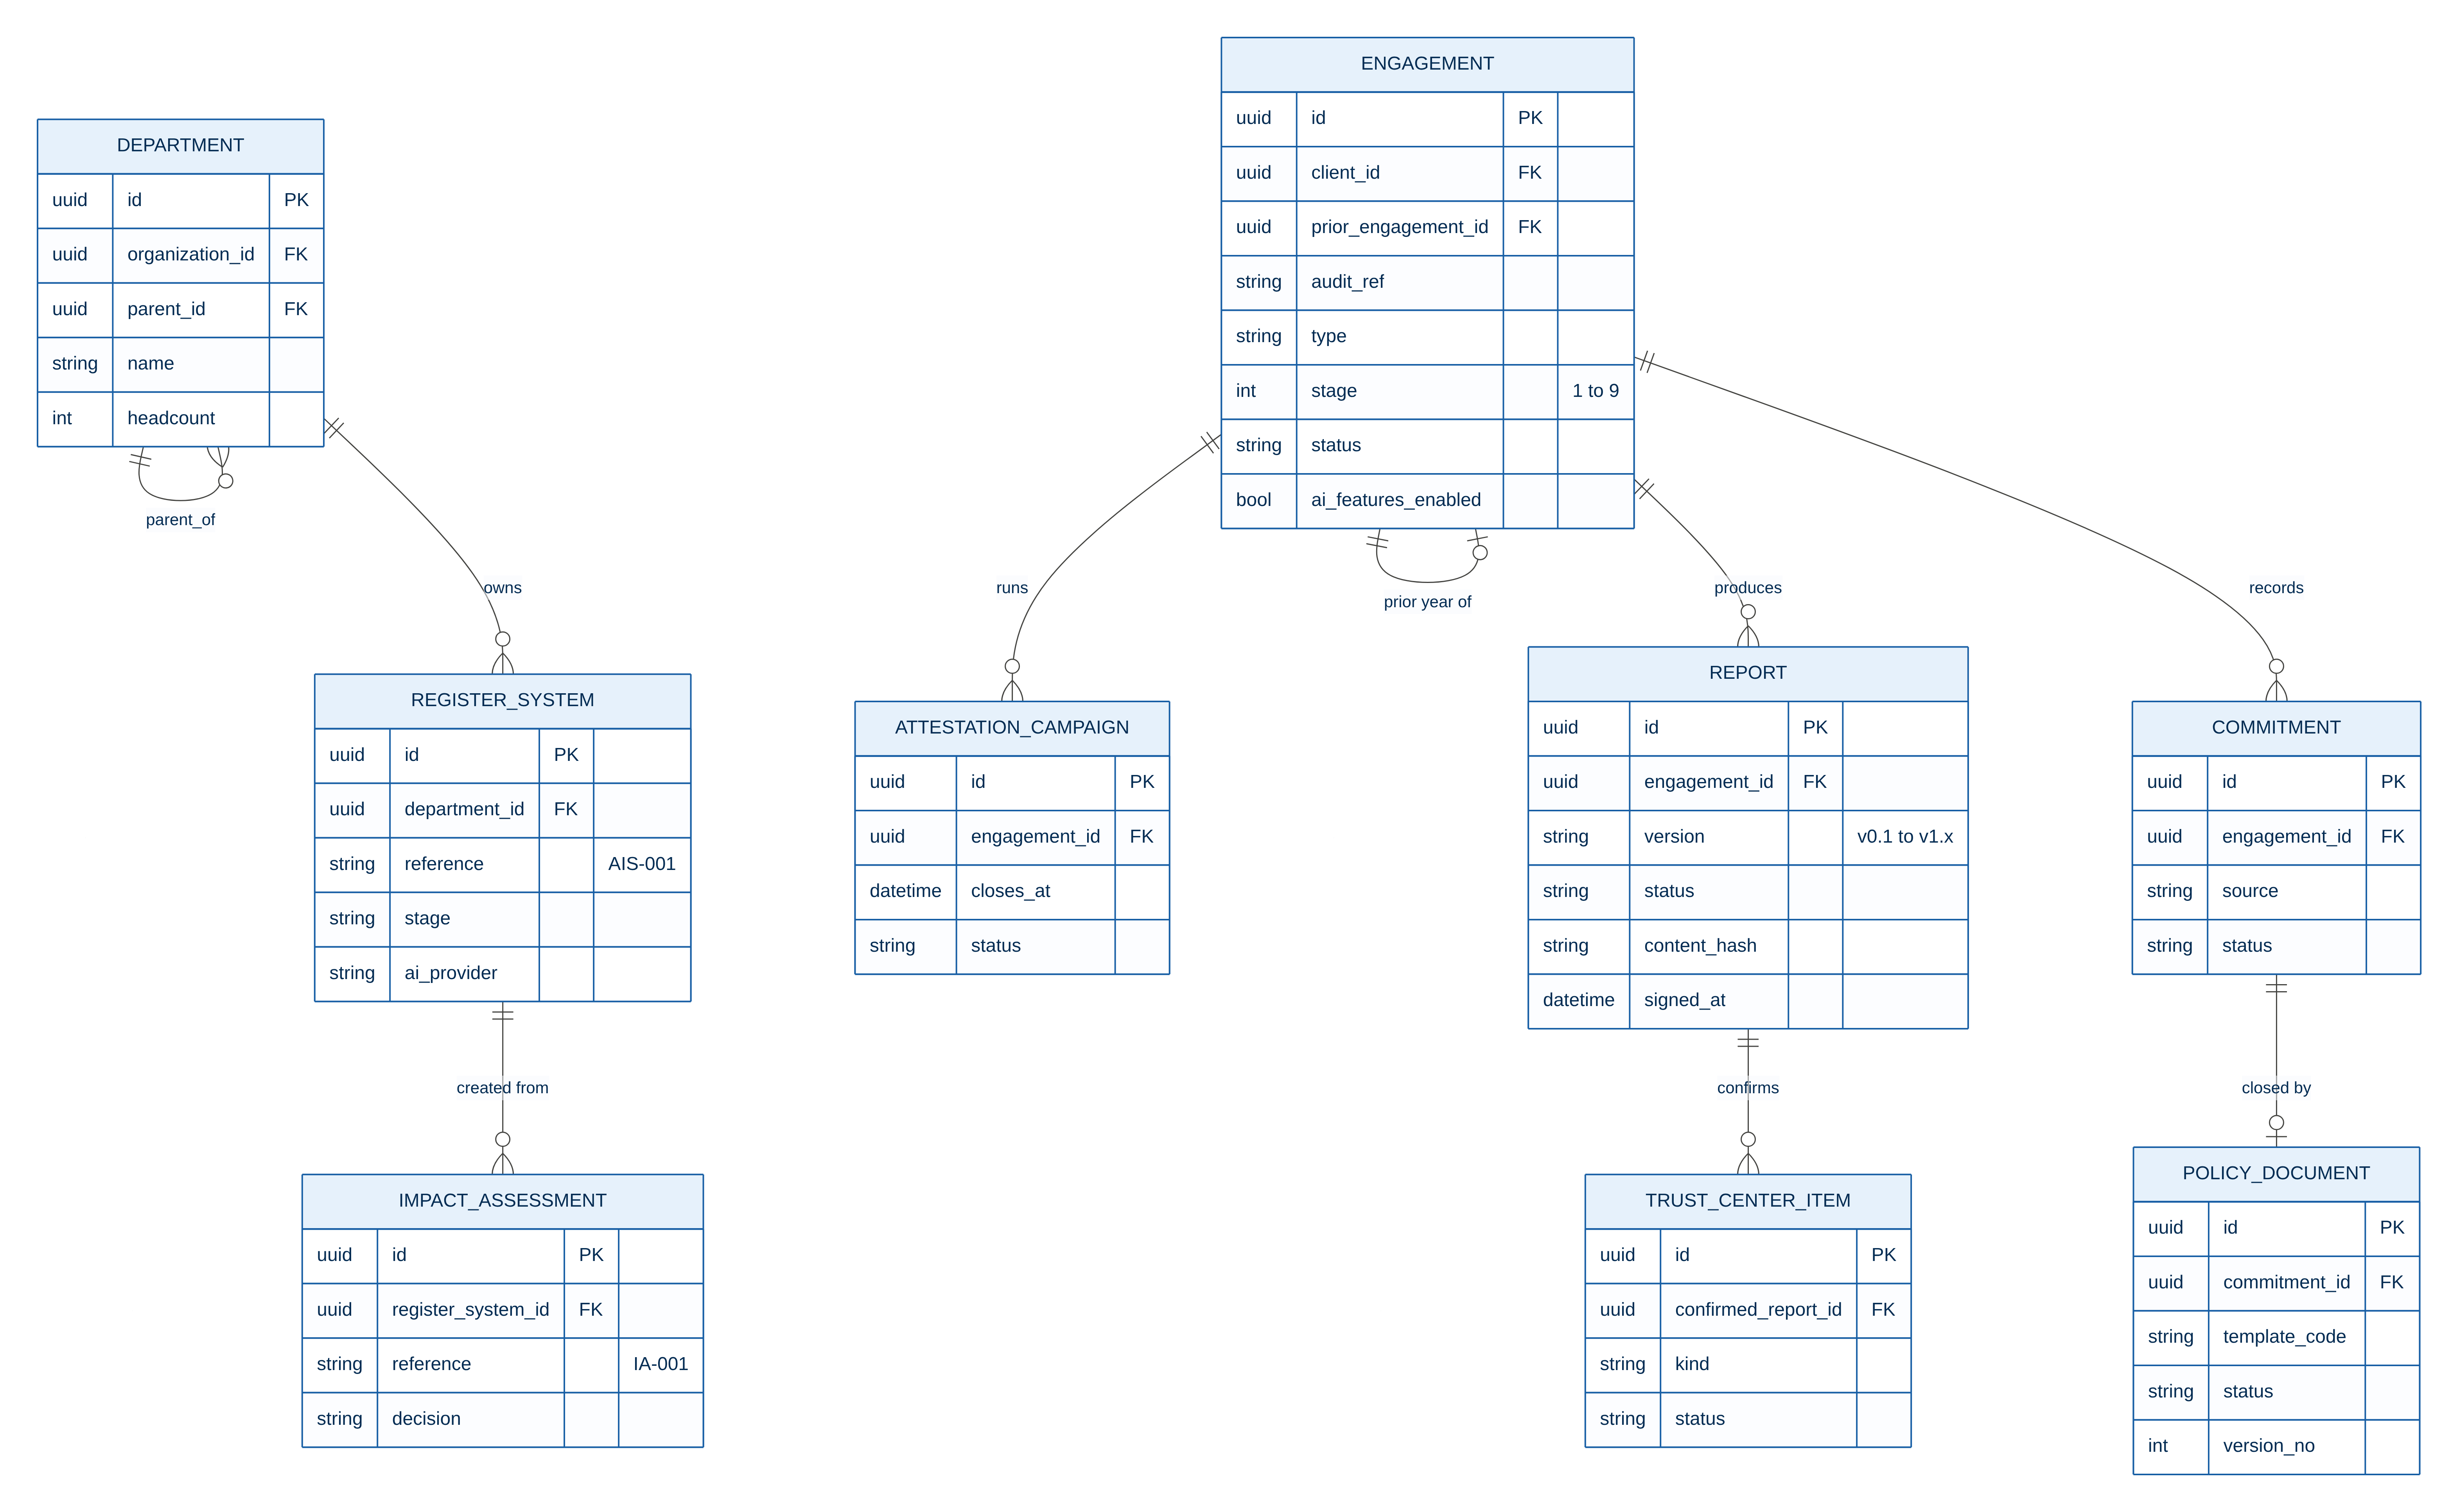 ENGAGEMENT
uuid id PK
uuid client_id FK
uuid prior_engagement_id FK
string audit_ref
string type
int stage 1 to 9
string status
bool ai_features_enabled
DEPARTMENT
uuid id PK
uuid organization_id FK
uuid parent_id FK
string name
int headcount
parent_of
owns
runs
prior year of
produces
records
REGISTER_SYSTEM
uuid id PK
uuid department_id FK
string reference AIS-001
string stage
string ai_provider
ATTESTATION_CAMPAIGN
uuid id PK
uuid engagement_id FK
datetime closes_at
string status
REPORT
uuid id PK
uuid engagement_id FK
string version v0.1 to v1.x
string status
string content_hash
datetime signed_at
COMMITMENT
uuid id PK
uuid engagement_id FK
string source
string status
created from
confirms
closed by
IMPACT_ASSESSMENT
uuid id PK
uuid register_system_id FK
string reference IA-001
string decision
TRUST_CENTER_ITEM
uuid id PK
uuid confirmed_report_id FK
string kind
string status
POLICY_DOCUMENT
uuid id PK
uuid commitment_id FK
string template_code
string status
int version_no